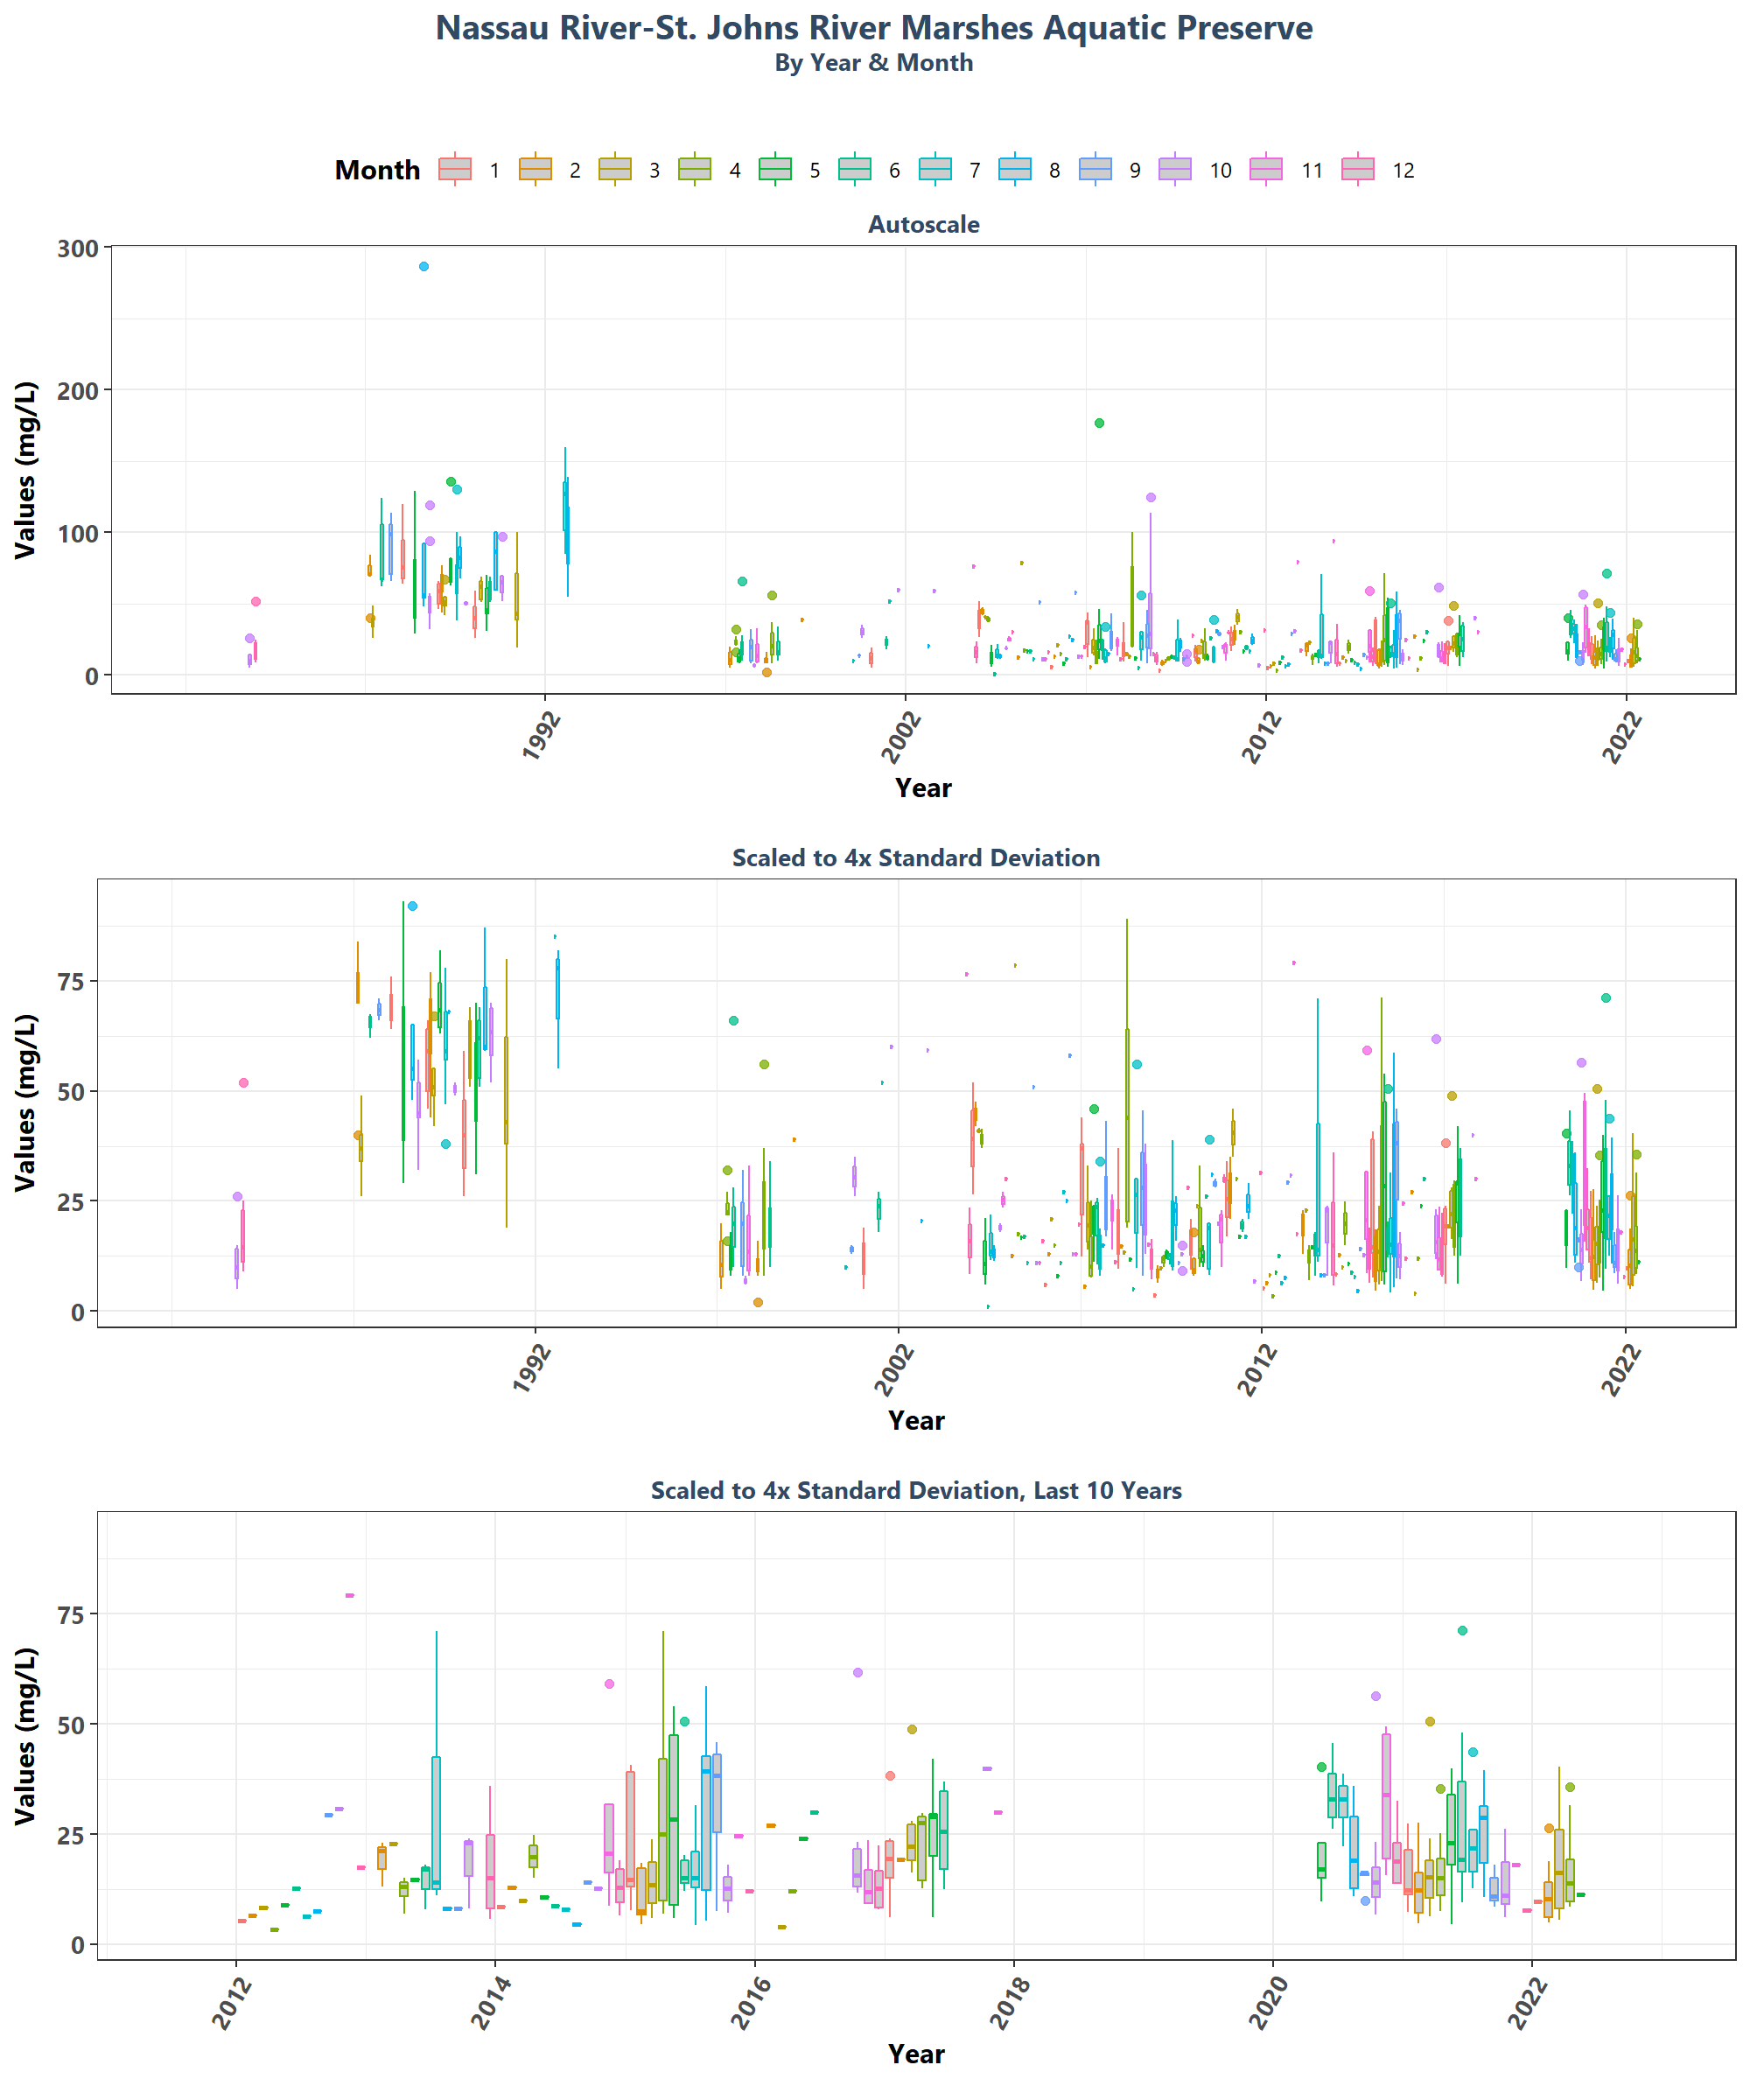 Nassau River-St. Johns River Marshes Aquatic Preserve
By Year & Month
Month 1 2 3 4 5 6 7 8 9 10 11 12
Autoscale
Values (mg/L)
300
200
100
0
1992 2002 2012 2022
Year
Scaled to 4x Standard Deviation
Values (mg/L)
75
50
25
0
1992 2002 2012 2022
Year
Scaled to 4x Standard Deviation, Last 10 Years
Values (mg/L)
75
50
25
0
2012 2014 2016 2018 2020 2022
Year